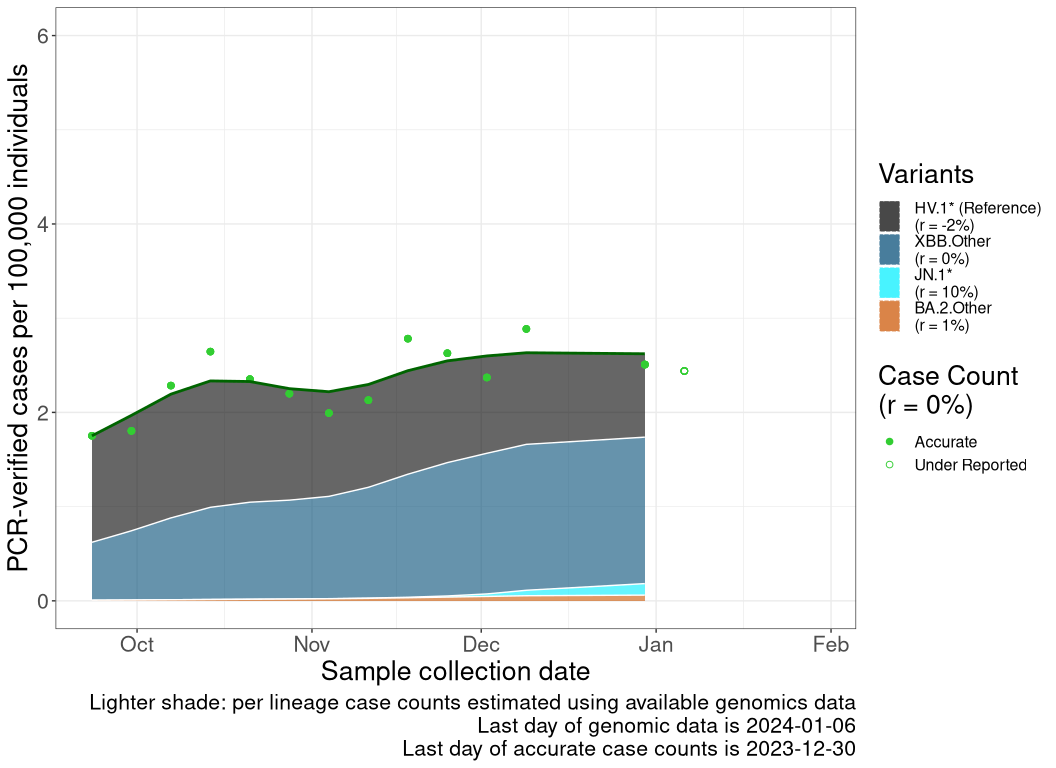 6
4
2
0
PCR-verified cases per 100,000 individuals
Oct
Nov
Dec
Jan
Feb
Sample collection date
Lighter shade: per lineage case counts estimated using available genomics data
Last day of genomic data is 2024-01-06
Last day of accurate case counts is 2023-12-30
Variants
HV.1* (Reference)
(r = -2%)
XBB.Other
(r = 0%)
JN.1*
(r = 10%)
BA.2.Other
(r = 1%)
Case Count
(r = 0%)
Accurate
Under Reported